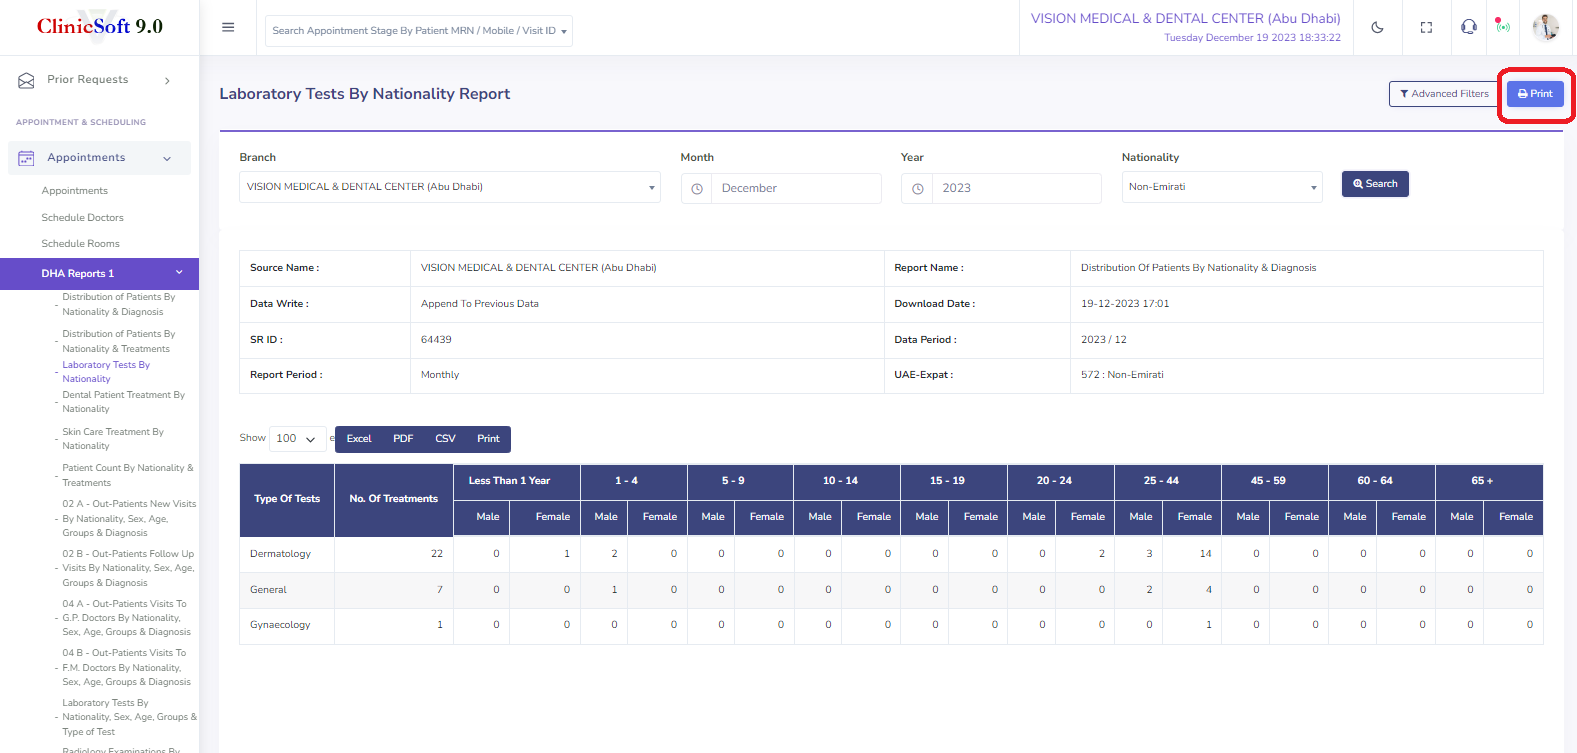 ClinicSoft 9.0
Search Appointment Stage By Patient MRN / Mobile / Visit ID
VISION MEDICAL & DENTAL CENTER (Abu Dhabi)
Tuesday December 19 2023 18:33:22
Prior Requests
APPOINTMENT & SCHEDULING
Appointments
Appointments
Schedule Doctors
Schedule Rooms
DHA Reports 1
- Distribution of Patients By
Nationality & Diagnosis
- Distribution of Patients By
Nationality & Treatments
- Laboratory Tests By
Nationality
- Dental Patient Treatment By
Nationality
- Skin Care Treatment By
Nationality
- Patient Count By Nationality &
Treatments
- 02 A - Out-Patients New Visits
By Nationality, Sex, Age,
Groups & Diagnosis
- 02 B - Out-Patients Follow Up
Visits By Nationality, Sex, Age,
Groups & Diagnosis
- 04 A - Out-Patients Visits To
G.P. Doctors By Nationality,
Sex, Age, Groups & Diagnosis
- 04 B - Out-Patients Visits To
F.M. Doctors By Nationality,
Sex, Age, Groups & Diagnosis
- Laboratory Tests By
Nationality, Sex, Age, Groups &
Type of Test
Radiology Examinations By
Laboratory Tests By Nationality Report
Advanced Filters
Print
Branch Month Year Nationality
VISION MEDICAL & DENTAL CENTER (Abu Dhabi) December 2023 Non-Emirati Search
Source Name : VISION MEDICAL & DENTAL CENTER (Abu Dhabi) Report Name : Distribution Of Patients By Nationality & Diagnosis
Data Write : Append To Previous Data Download Date : 19-12-2023 17:01
SR ID : 64439 Data Period : 2023 / 12
Report Period : Monthly UAE-Expat : 572 : Non-Emirati
Show 100 e Excel PDF CSV Print
Type Of Tests No. Of Treatments Less Than 1 Year 1 - 4 5 - 9 10 - 14 15 - 19 20 - 24 25 - 44 45 - 59 60 - 64 65 +
Male Female Male Female Male Female Male Female Male Female Male Female Male Female Male Female Male Female Male Female
Dermatology 22 0 1 2 0 0 0 0 0 0 0 0 2 3 14 0 0 0 0 0 0
General 7 0 0 1 0 0 0 0 0 0 0 0 0 2 4 0 0 0 0 0 0
Gynaecology 1 0 0 0 0 0 0 0 0 0 0 0 0 0 1 0 0 0 0 0 0